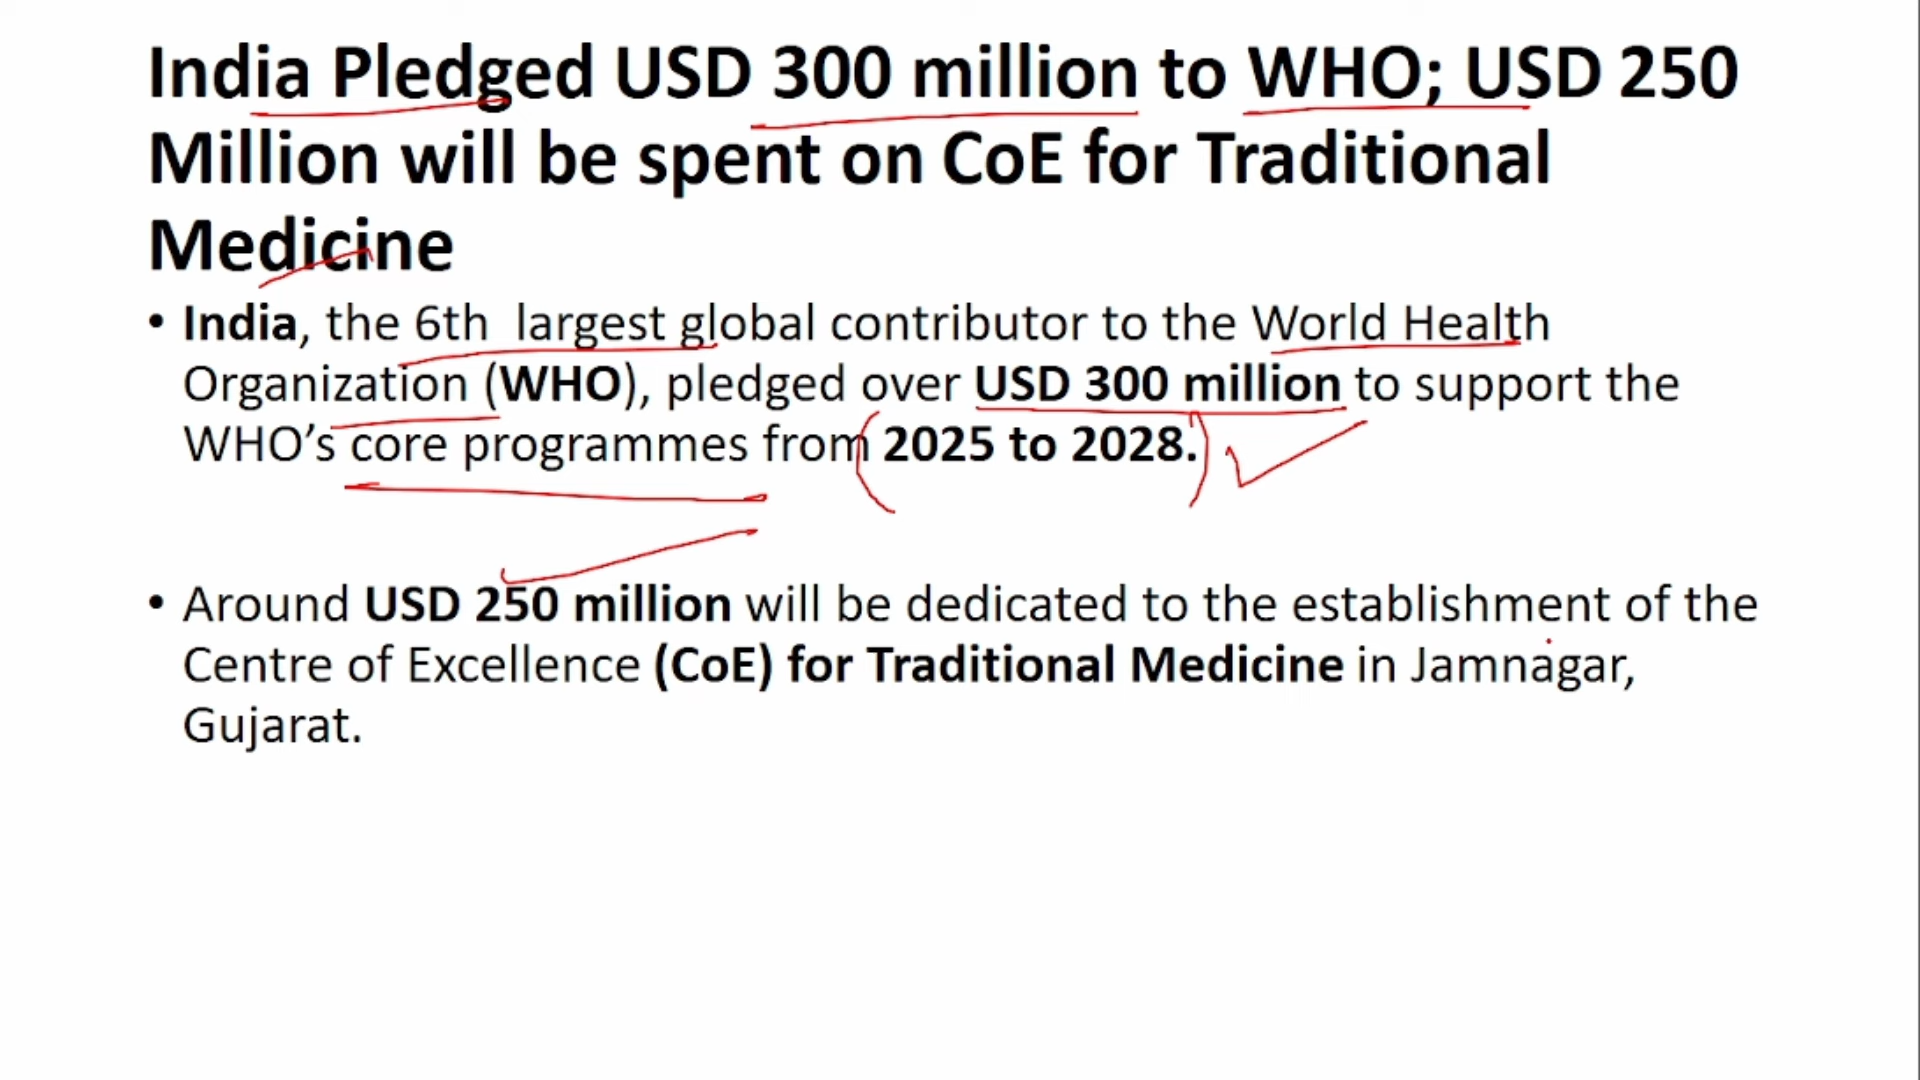 India Pledged USD 300 million to WHO; USD 250
Million will be spent on CoE for Traditional
Medicine
• India, the 6th largest global contributor to the World Health
Organization (WHO), pledged over USD 300 million to support the
WHO’s core programmes from 2025 to 2028.
• Around USD 250 million will be dedicated to the establishment of the
Centre of Excellence (CoE) for Traditional Medicine in Jamnagar,
Gujarat.